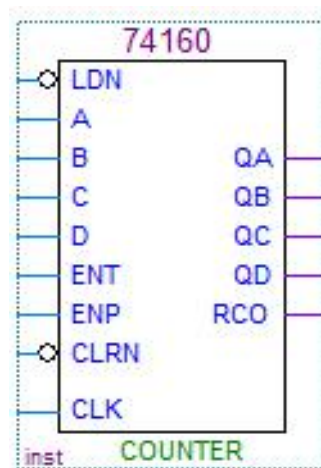 74160
LDN
A
B QA
C QB
D QC
ENT QD
ENP RCO
CLRN
CLK
inst COUNTER